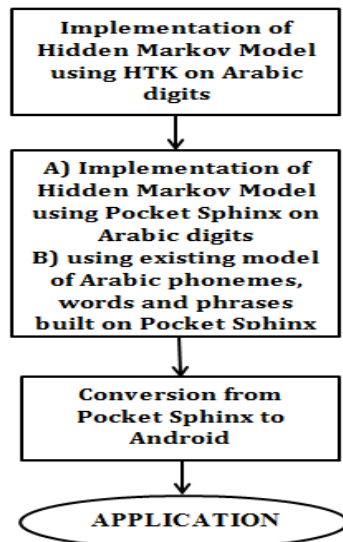 Implementation of
Hidden Markov Model
using HTK on Arabic
digits
A) Implementation of
Hidden Markov Model
using Pocket Sphinx on
Arabic digits
B) using existing model
of Arabic phonemes,
words and phrases
built on Pocket Sphinx
Conversion from
Pocket Sphinx to
Android
APPLICATION